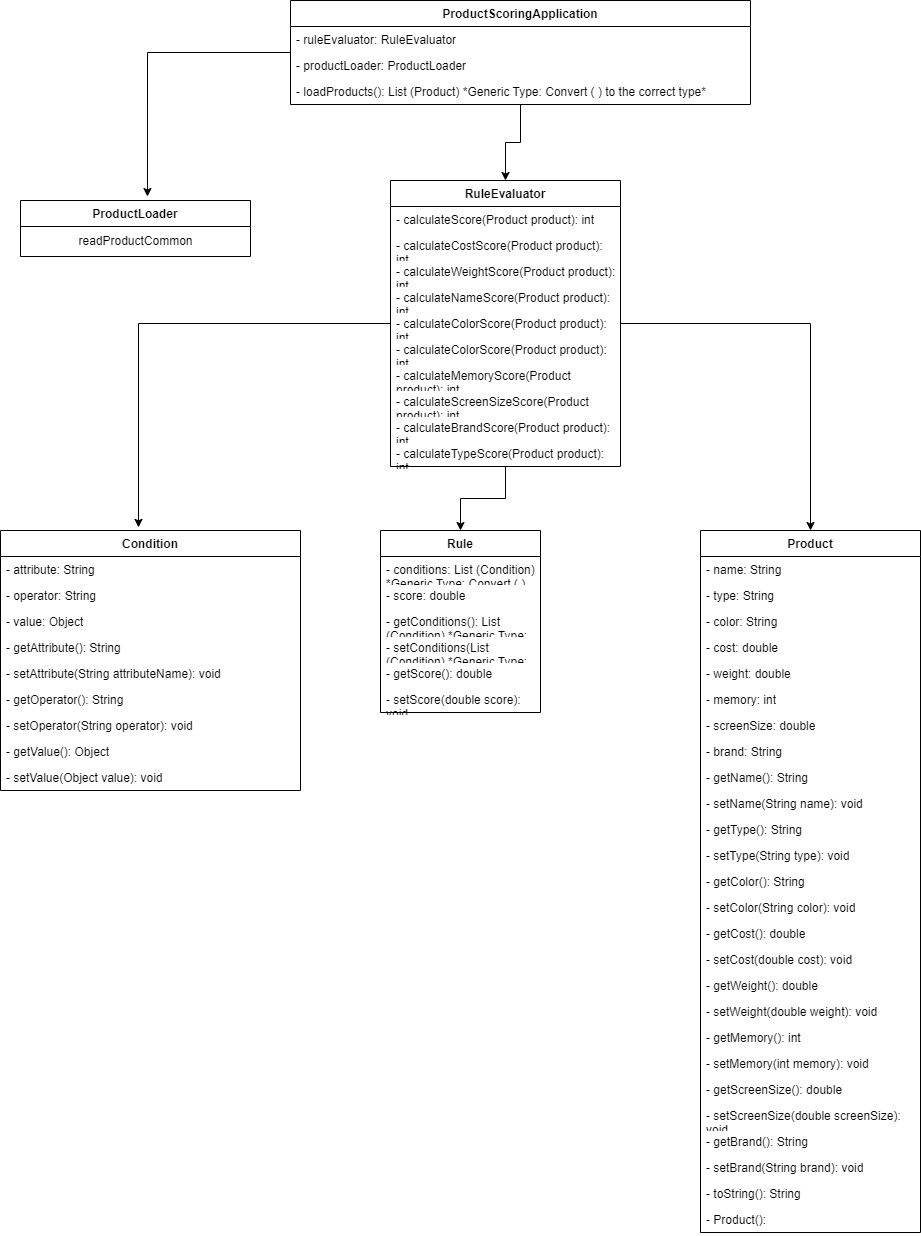 ProductScoringApplication
- ruleEvaluator: RuleEvaluator
- productLoader: ProductLoader
- loadProducts(): List (Product) *Generic Type: Convert ( ) to the correct type*
ProductLoader
readProductCommon
RuleEvaluator
- calculateScore(Product product): int
- calculateCostScore(Product product):
int
- calculateWeightScore(Product product):
int
- calculateNameScore(Product product):
int
- calculateColorScore(Product product):
int
- calculateColorScore(Product product):
int
- calculateMemoryScore(Product
product): int
- calculateScreenSizeScore(Product
product): int
- calculateBrandScore(Product product):
int
- calculateTypeScore(Product product):
int
Condition
- attribute: String
- operator: String
- value: Object
- getAttribute(): String
- setAttribute(String attributeName): void
- getOperator(): String
- setOperator(String operator): void
- getValue(): Object
- setValue(Object value): void
Rule
- conditions: List (Condition)
*Generic Type: Convert ( )
- score: double
- getConditions(): List
(Condition) *Generic Type:
- setConditions(List
(Condition) *Generic Type:
- getScore(): double
- setScore(double score):
void
Product
- name: String
- type: String
- color: String
- cost: double
- weight: double
- memory: int
- screenSize: double
- brand: String
- getName(): String
- setName(String name): void
- getType(): String
- setType(String type): void
- getColor(): String
- setColor(String color): void
- getCost(): double
- setCost(double cost): void
- getWeight(): double
- setWeight(double weight): void
- getMemory(): int
- setMemory(int memory): void
- getScreenSize(): double
- setScreenSize(double screenSize):
void
- getBrand(): String
- setBrand(String brand): void
- toString(): String
- Product():